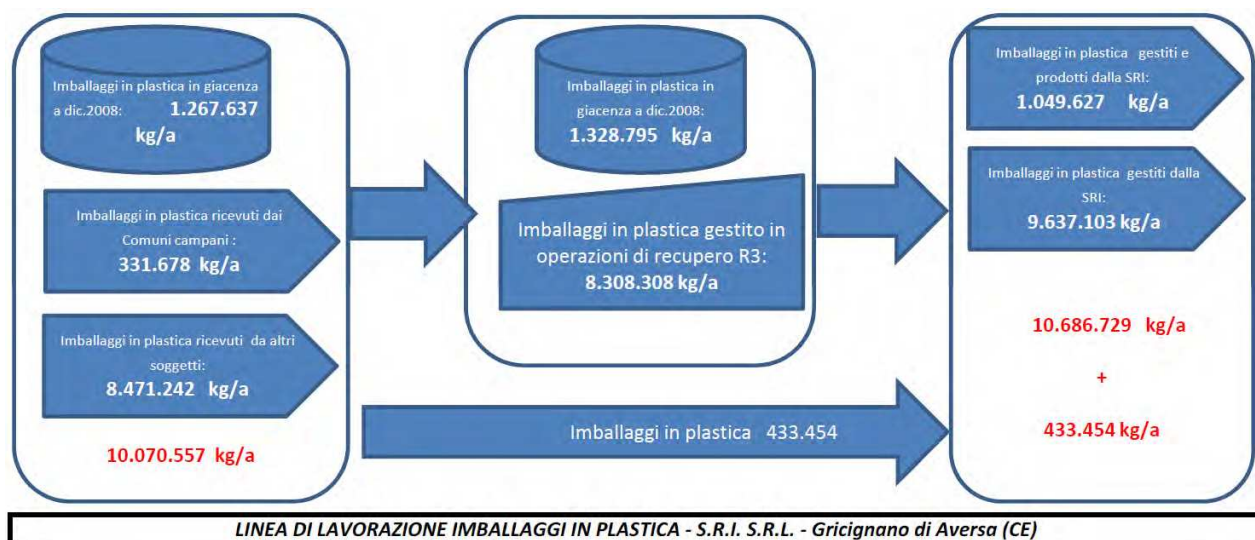 Imballaggi in plastica in giacenza
a dic.2008: 1.267.637
kg/a
Imballaggi in plastica ricevuti dai
Comuni campani :
331.678 kg/a
Imballaggi in plastica ricevuti da altri
soggetti:
8.471.242 kg/a
10.070.557 kg/a
Imballaggi in plastica in
giacenza a dic.2008:
1.328.795 kg/a
Imballaggi in plastica gestito in
operazioni di recupero R3:
8.308.308 kg/a
Imballaggi in plastica 433.454
Imballaggi in plastica gestiti e
prodotti dalla SRI:
1.049.627 kg/a
Imballaggi in plastica gestiti dalla
SRI:
9.637.103 kg/a
10.686.729 kg/a
+
433.454 kg/a
LINEA DI LAVORAZIONE IMBALLAGGI IN PLASTICA - S.R.I. S.R.L. - Gricignano di Aversa (CE)